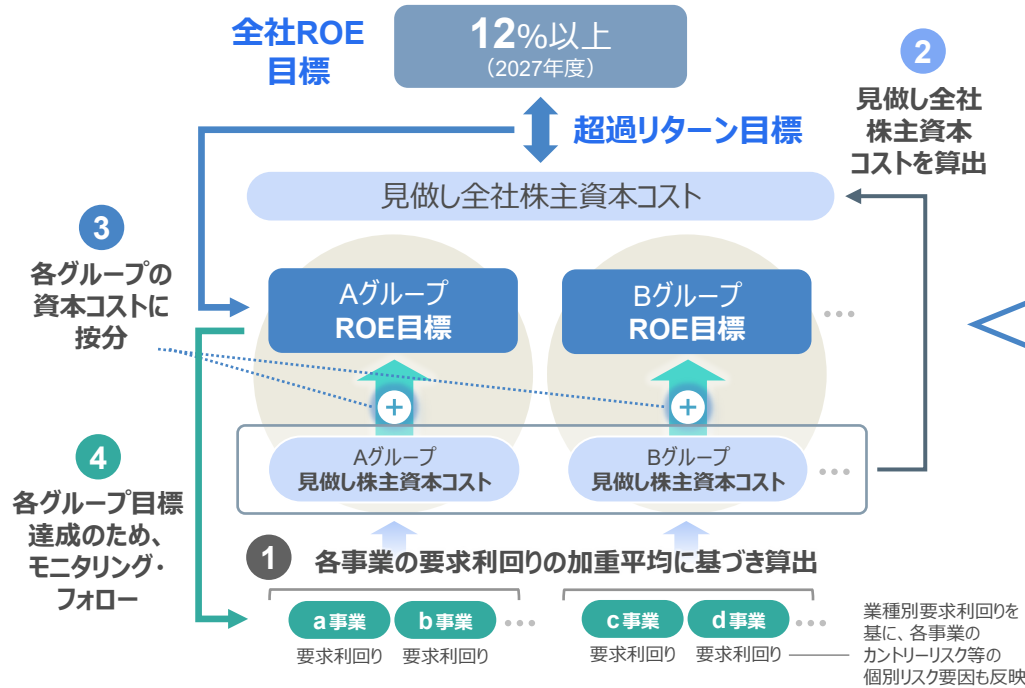 全社ROE
目標
12%以上
（2027年度）
2
見做し全社
株主資本
コストを算出
超過リターン目標
見做し全社株主資本コスト
3
各グループの
資本コストに
按分
Aグループ
ROE目標
Bグループ
ROE目標
…
+
+
Aグループ
見做し株主資本コスト
Bグループ
見做し株主資本コスト
…
4
各グループ目標
達成のため、
モニタリング・
フォロー
1
各事業の要求利回りの加重平均に基づき算出
a事業
b事業
…
c事業
d事業
…
要求利回り
要求利回り
要求利回り
要求利回り
業種別要求利回りを
基に、各事業の
カントリーリスク等の
個別リスク要因も反映